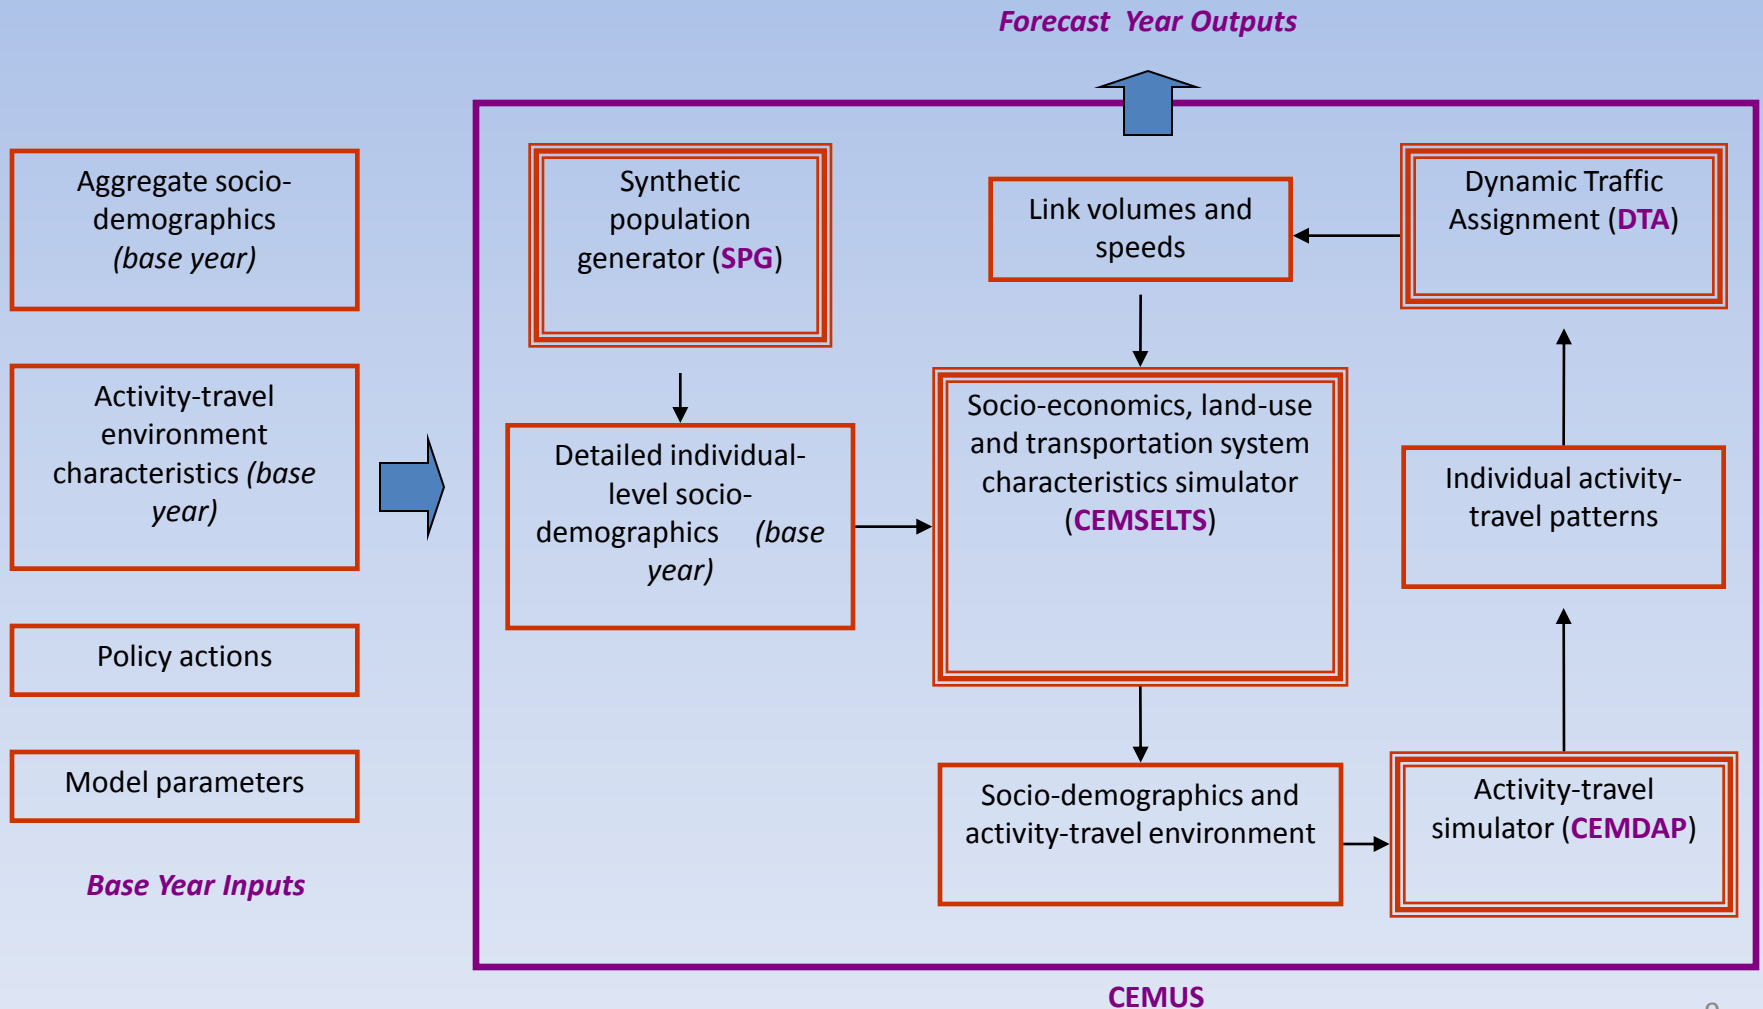 Forecast Year Outputs
Aggregate socio-
demographics
(base year)
Activity-travel
environment
characteristics (base
year)
Policy actions
Model parameters
Base Year Inputs
Synthetic
population
generator (SPG)
Detailed individual-
level socio-
demographics (base
year)
Link volumes and
speeds
Socio-economics, land-use
and transportation system
characteristics simulator
(CEMSELTS)
Socio-demographics and
activity-travel environment
Dynamic Traffic
Assignment (DTA)
Individual activity-
travel patterns
Activity-travel
simulator (CEMDAP)
CEMUS